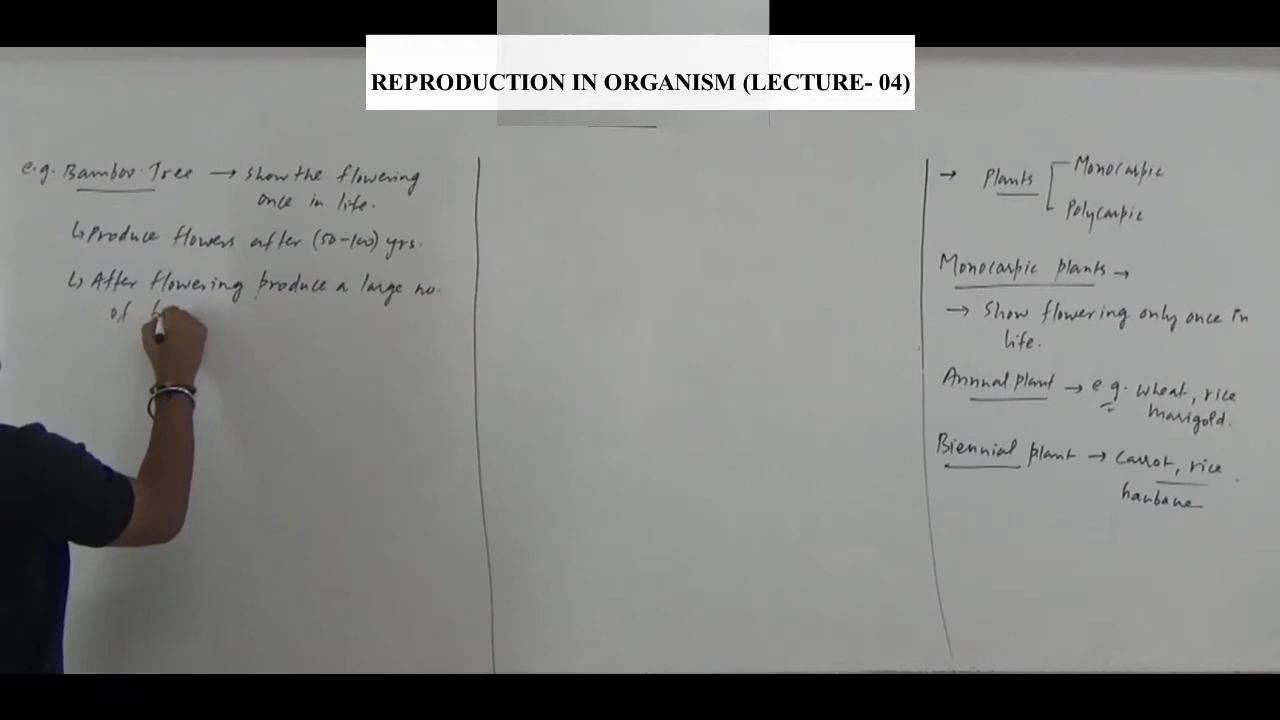 REPRODUCTION IN ORGANISM (LECTURE- 04)
e.g. Bamboo Tree → Show the flowering
once in life.
↳ Produce flowers after (50-100) yrs.
↳ After flowering produce a large no.
of
→ Plants
Monocarpic
Polycarpic
Monocarpic plants →
→ Show flowering only once in
life.
Annual plant → e.g. wheat, rice
Marigold.
Biennial plant → Carrot, rice
hanbane